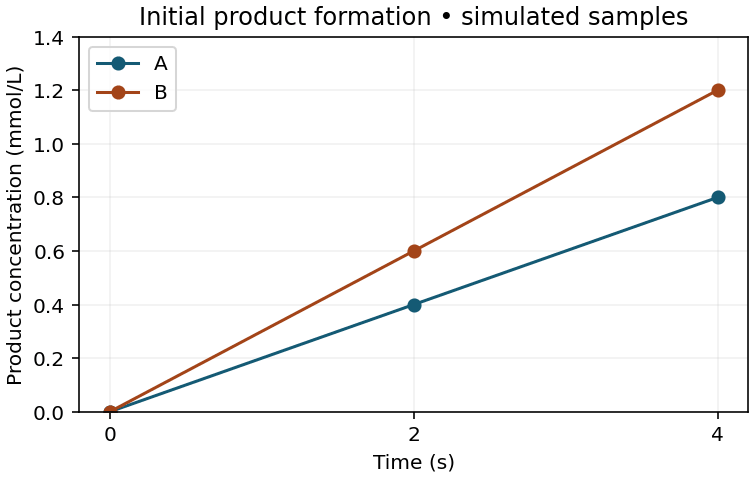 Initial product formation • simulated samples
Product concentration (mmol/L)
1.4
1.2
1.0
0.8
0.6
0.4
0.2
0.0
A
B
0 2 4
Time (s)